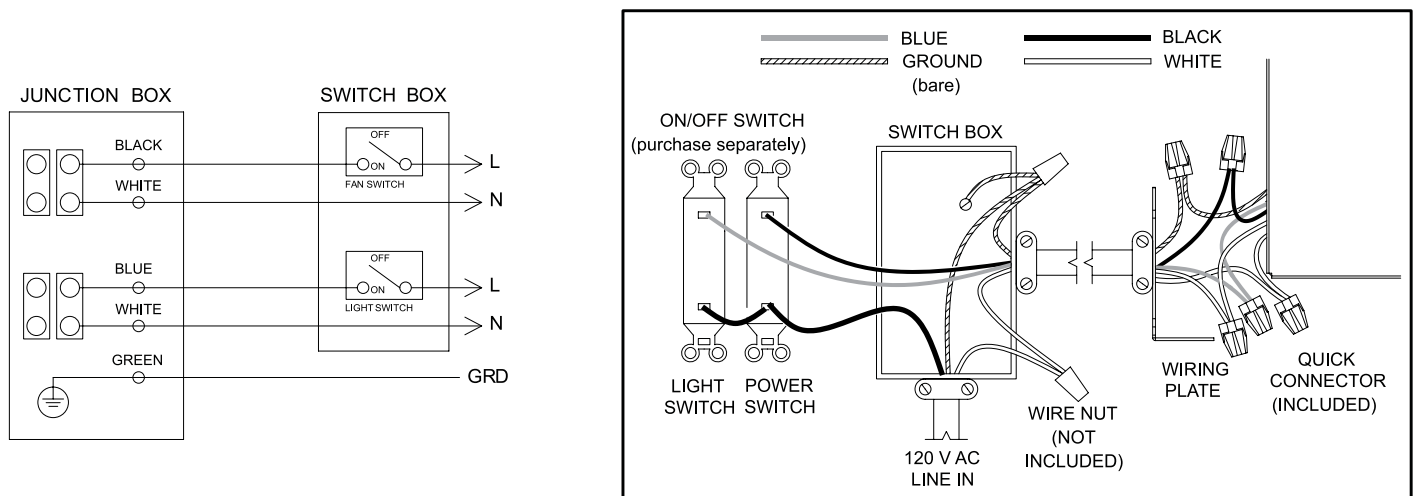 JUNCTION BOX
SWITCH BOX
OFF
BLACK
ON
L
FAN SWITCH
WHITE
N
OFF
BLUE
ON
L
LIGHT SWITCH
WHITE
N
GREEN
GRD
BLUE
BLACK
GROUND
(bare)
WHITE
ON/OFF SWITCH
(purchase separately)
SWITCH BOX
LIGHT
SWITCH
POWER
SWITCH
120 V AC
LINE IN
WIRE NUT
(NOT
INCLUDED)
WIRING
PLATE
QUICK
CONNECTOR
(INCLUDED)